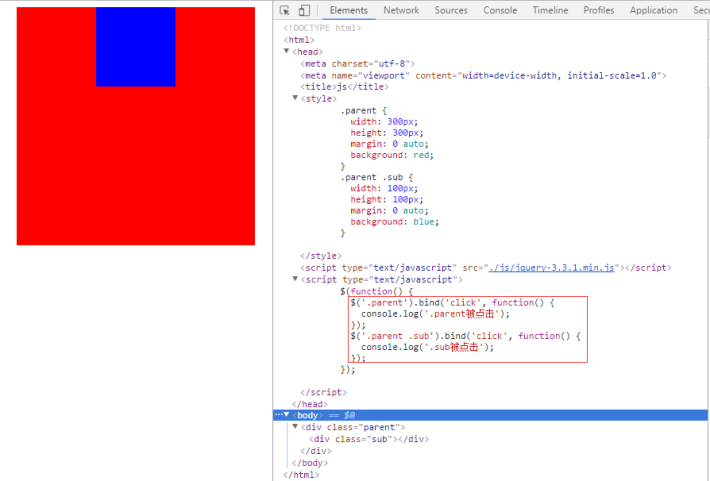 Elements Network Sources Console Timeline Profiles Application Secu
<!DOCTYPE html>
<html>
<head>
<meta charset="utf-8">
<meta name="viewport" content="width=device-width, initial-scale=1.0">
<title>js</title>
<style>
.parent {
width: 300px;
height: 300px;
margin: 0 auto;
background: red;
}
.parent .sub {
width: 100px;
height: 100px;
margin: 0 auto;
background: blue;
}
</style>
<script type="text/javascript" src="./js/jquery-3.3.1.min.js"></script>
<script type="text/javascript">
$(function() {
$('.parent').bind('click', function() {
console.log('.parent被点击');
});
$('.parent .sub').bind('click', function() {
console.log('.sub被点击');
});
});
</script>
</head>
…<body> == $0
<div class="parent">
<div class="sub"></div>
</div>
</body>
</html>